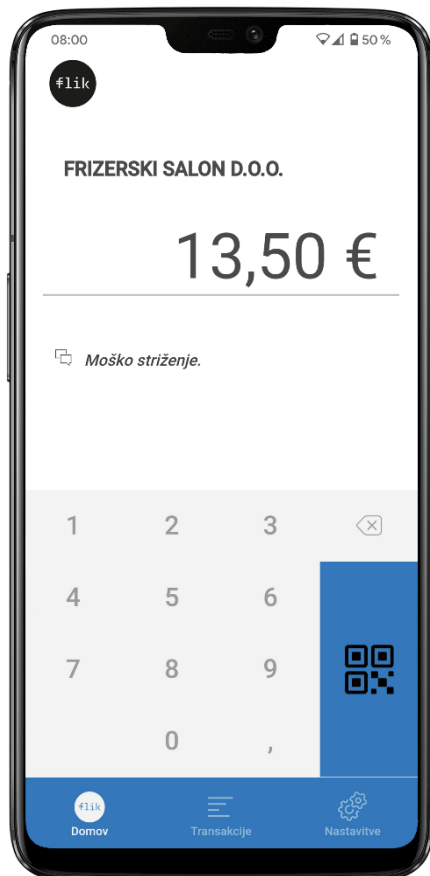 08:00 50 %
flik
FRIZERSKI SALON D.O.O.
13,50 €
Moško striženje.
1 2 3
4 5 6
7 8 9
0 ,
flik
Domov Transakcije Nastavitve